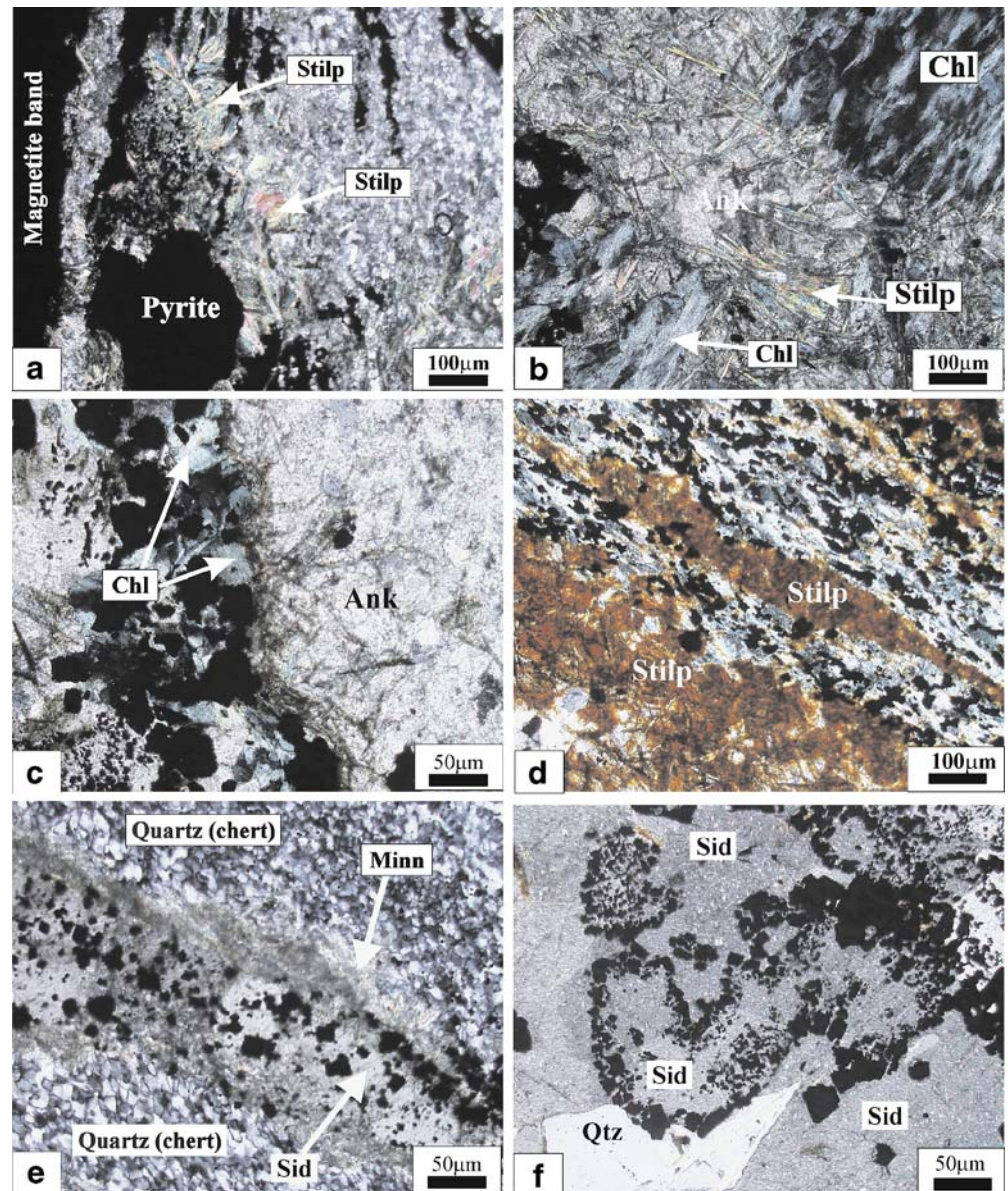 Magnetite band
Stilp
Stilp
Pyrite
a
100µm
Chl
Ank
Stilp
Chl
b
100µm
Chl
Ank
c
50µm
Stilp
Stilp
d
100µm
Quartz (chert)
Minn
Quartz (chert)
Sid
e
50µm
Sid
Sid
Sid
Qtz
f
50µm